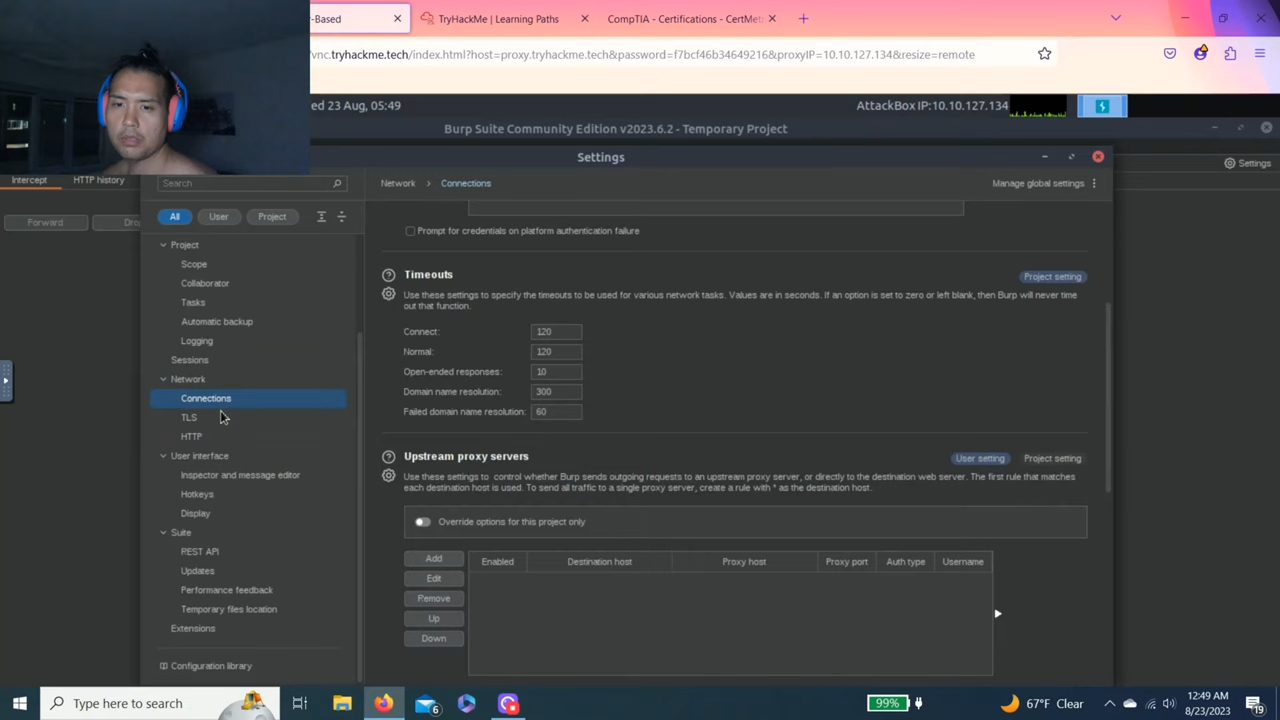 -Based
TryHackMe | Learning Paths
CompTIA - Certifications - CertMet
vnc.tryhackme.tech/index.html?host=proxy.tryhackme.tech&password=f7bcf46b34649216&proxyIP=10.10.127.134&resize=remote
ed 23 Aug, 05:49
AttackBox IP:10.10.127.134
Burp Suite Community Edition v2023.6.2 - Temporary Project
Settings
Settings
Intercept
HTTP history
Search
Network > Connections
Manage global settings
All
User
Project
Forward
Dro
Prompt for credentials on platform authentication failure
Project
Scope
Collaborator
Tasks
Automatic backup
Logging
Sessions
Network
Connections
TLS
HTTP
User interface
Inspector and message editor
Hotkeys
Display
Suite
REST API
Updates
Performance feedback
Temporary files location
Extensions
Configuration library
Timeouts
Project setting
Use these settings to specify the timeouts to be used for various network tasks. Values are in seconds. If an option is set to zero or left blank, then Burp will never time
out that function.
Connect: 120
Normal: 120
Open-ended responses: 10
Domain name resolution: 300
Failed domain name resolution: 60
Upstream proxy servers
User setting
Project setting
Use these settings to control whether Burp sends outgoing requests to an upstream proxy server, or directly to the destination web server. The first rule that matches
each destination host is used. To send all traffic to a single proxy server, create a rule with * as the destination host.
Override options for this project only
Add
Edit
Remove
Up
Down
Enabled
Destination host
Proxy host
Proxy port
Auth type
Username
Type here to search
6
99%
67°F Clear
12:49 AM
8/23/2023